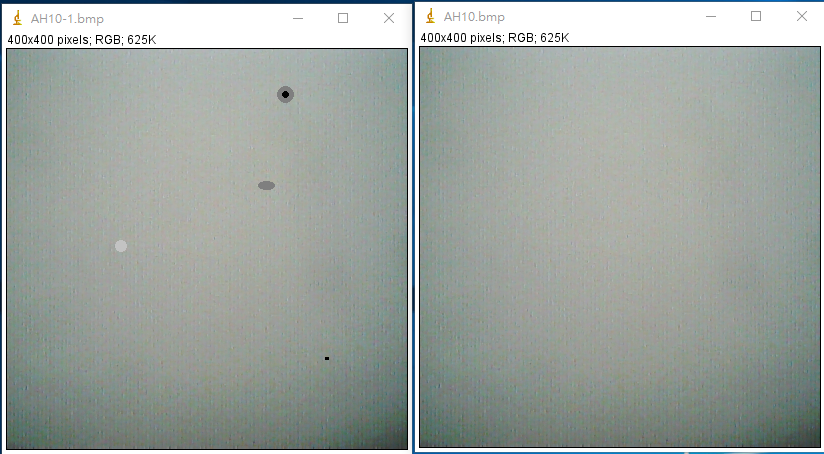 AH10-1.bmp
400x400 pixels; RGB; 625K
AH10.bmp
400x400 pixels; RGB; 625K